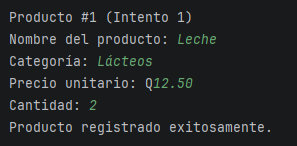 Producto #1 (Intento 1)
Nombre del producto: Leche
Categoría: Lácteos
Precio unitario: Q12.50
Cantidad: 2
Producto registrado exitosamente.